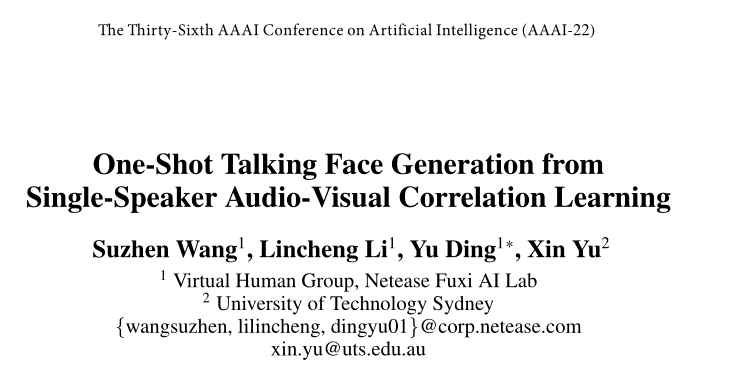 The Thirty-Sixth AAAI Conference on Artificial Intelligence (AAAI-22)
One-Shot Talking Face Generation from
Single-Speaker Audio-Visual Correlation Learning
Suzhen Wang¹, Lincheng Li¹, Yu Ding¹*, Xin Yu²
¹ Virtual Human Group, Netease Fuxi AI Lab
² University of Technology Sydney
{wangsuzhen, lilincheng, dingyu01}@corp.netease.com
xin.yu@uts.edu.au